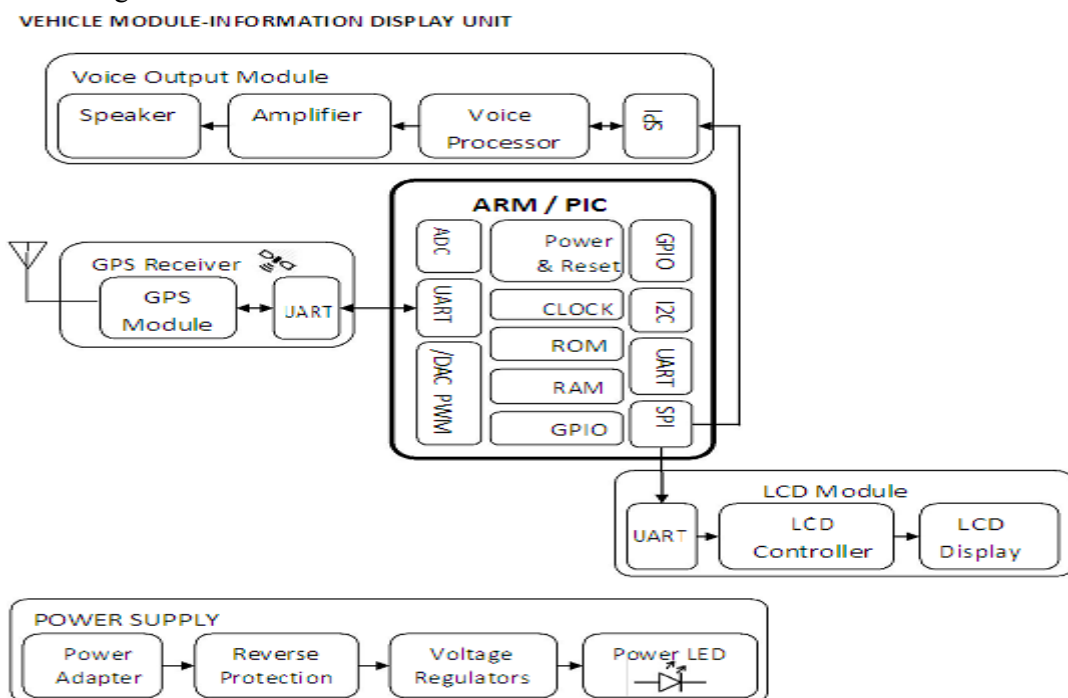 VEHICLE MODULE-INFORMATION DISPLAY UNIT
Voice Output Module
Speaker
Amplifier
Voice
Processor
SPI
ARM / PIC
ADC
Power
& Reset
GPIO
GPS Receiver
GPS
Module
UART
UART
CLOCK
I2C
ROM
UART
/DAC PWM
RAM
GPIO
SPI
LCD Module
UART
LCD
Controller
LCD
Display
POWER SUPPLY
Power
Adapter
Reverse
Protection
Voltage
Regulators
Power LED